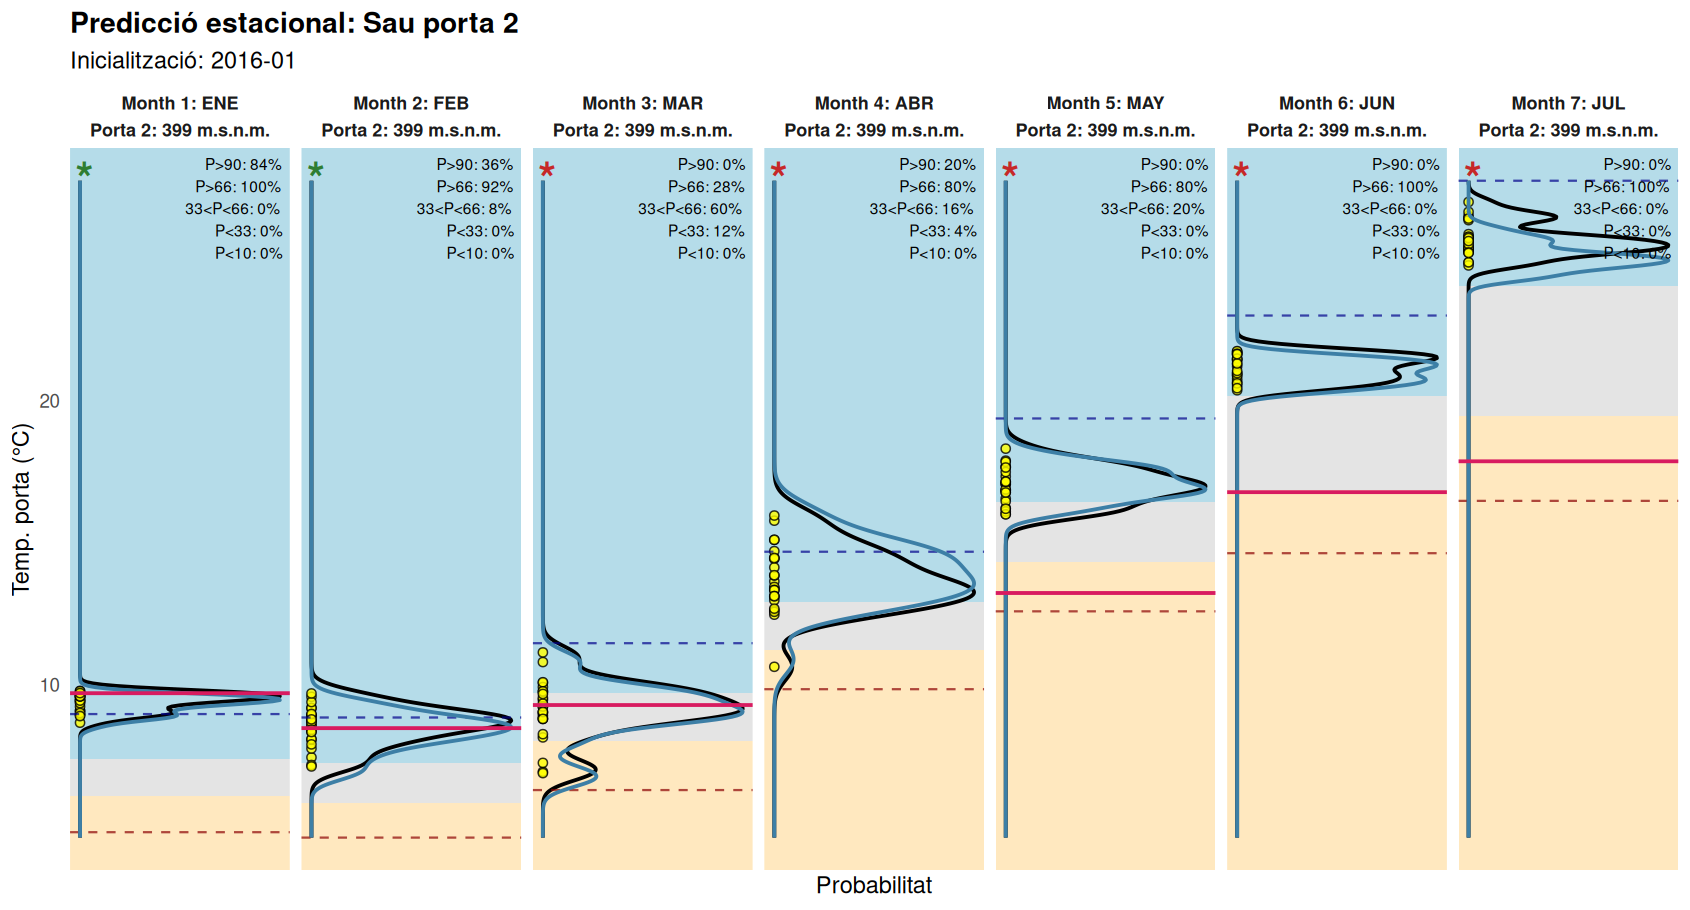 Predicció estacional: Sau porta 2
Inicialització: 2016-01
Month 1: ENE
Porta 2: 399 m.s.n.m.
Month 2: FEB
Porta 2: 399 m.s.n.m.
Month 3: MAR
Porta 2: 399 m.s.n.m.
Month 4: ABR
Porta 2: 399 m.s.n.m.
Month 5: MAY
Porta 2: 399 m.s.n.m.
Month 6: JUN
Porta 2: 399 m.s.n.m.
Month 7: JUL
Porta 2: 399 m.s.n.m.
*
P>90: 84%
P>66: 100%
33<P<66: 0%
P<33: 0%
P<10: 0%
*
P>90: 36%
P>66: 92%
33<P<66: 8%
P<33: 0%
P<10: 0%
*
P>90: 0%
P>66: 28%
33<P<66: 60%
P<33: 12%
P<10: 0%
*
P>90: 20%
P>66: 80%
33<P<66: 16%
P<33: 4%
P<10: 0%
*
P>90: 0%
P>66: 80%
33<P<66: 20%
P<33: 0%
P<10: 0%
*
P>90: 0%
P>66: 100%
33<P<66: 0%
P<33: 0%
P<10: 0%
*
P>90: 0%
P>66: 100%
33<P<66: 0%
P<33: 0%
P<10: 0%
20
10
Temp. porta (°C)
Probabilitat